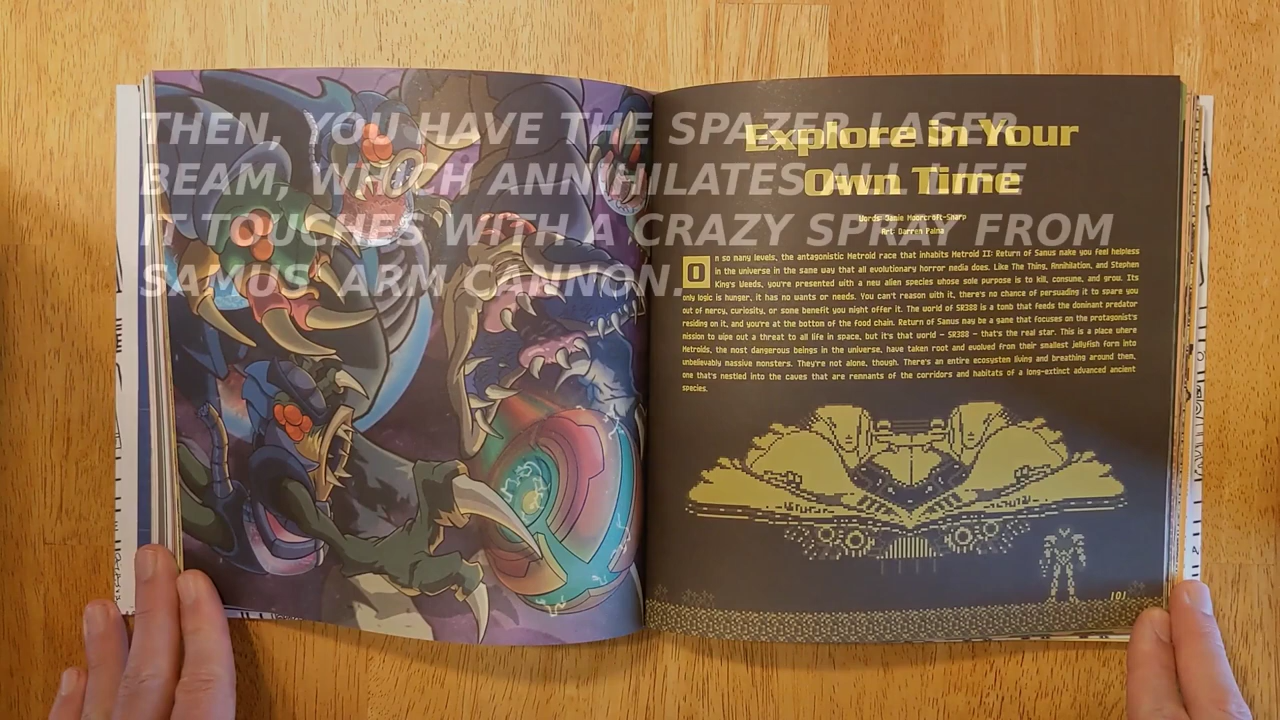 THEN, YOU HAVE THE SPAZER LASER
BEAM, WHICH ANNIHILATES ALL LIFE
IT TOUCHES WITH A CRAZY SPRAY FROM
SAMUS' ARM CANNON.
Explore in Your
Own Time
Words: Jamie Moorcroft-Sharp
Art: Darren Palma
On so many levels, the antagonistic Metroid race that inhabits Metroid II: Return of Samus make you feel helpless
in the universe in the same way that all evolutionary horror media does. Like The Thing, Annihilation, and Stephen
King's Weeds, you're presented with a new alien species whose sole purpose is to kill, consume, and grow. Its
only logic is hunger, it has no wants or needs. You can't reason with it, there's no chance of persuading it to spare you
out of mercy, curiosity, or some benefit you might offer it. The world of SR388 is a tomb that feeds the dominant predator
residing on it, and you're at the bottom of the food chain. Return of Samus may be a game that focuses on the protagonist's
mission to wipe out a threat to all life in space, but it's that world – SR388 – that's the real star. This is a place where
Metroids, the most dangerous beings in the universe, have taken root and evolved from their smallest jellyfish form into
unbelievably massive monsters. They're not alone, though. There's an entire ecosystem living and breathing around them,
one that's nestled into the caves that are remnants of the corridors and habitats of a long-extinct advanced ancient
species.
101